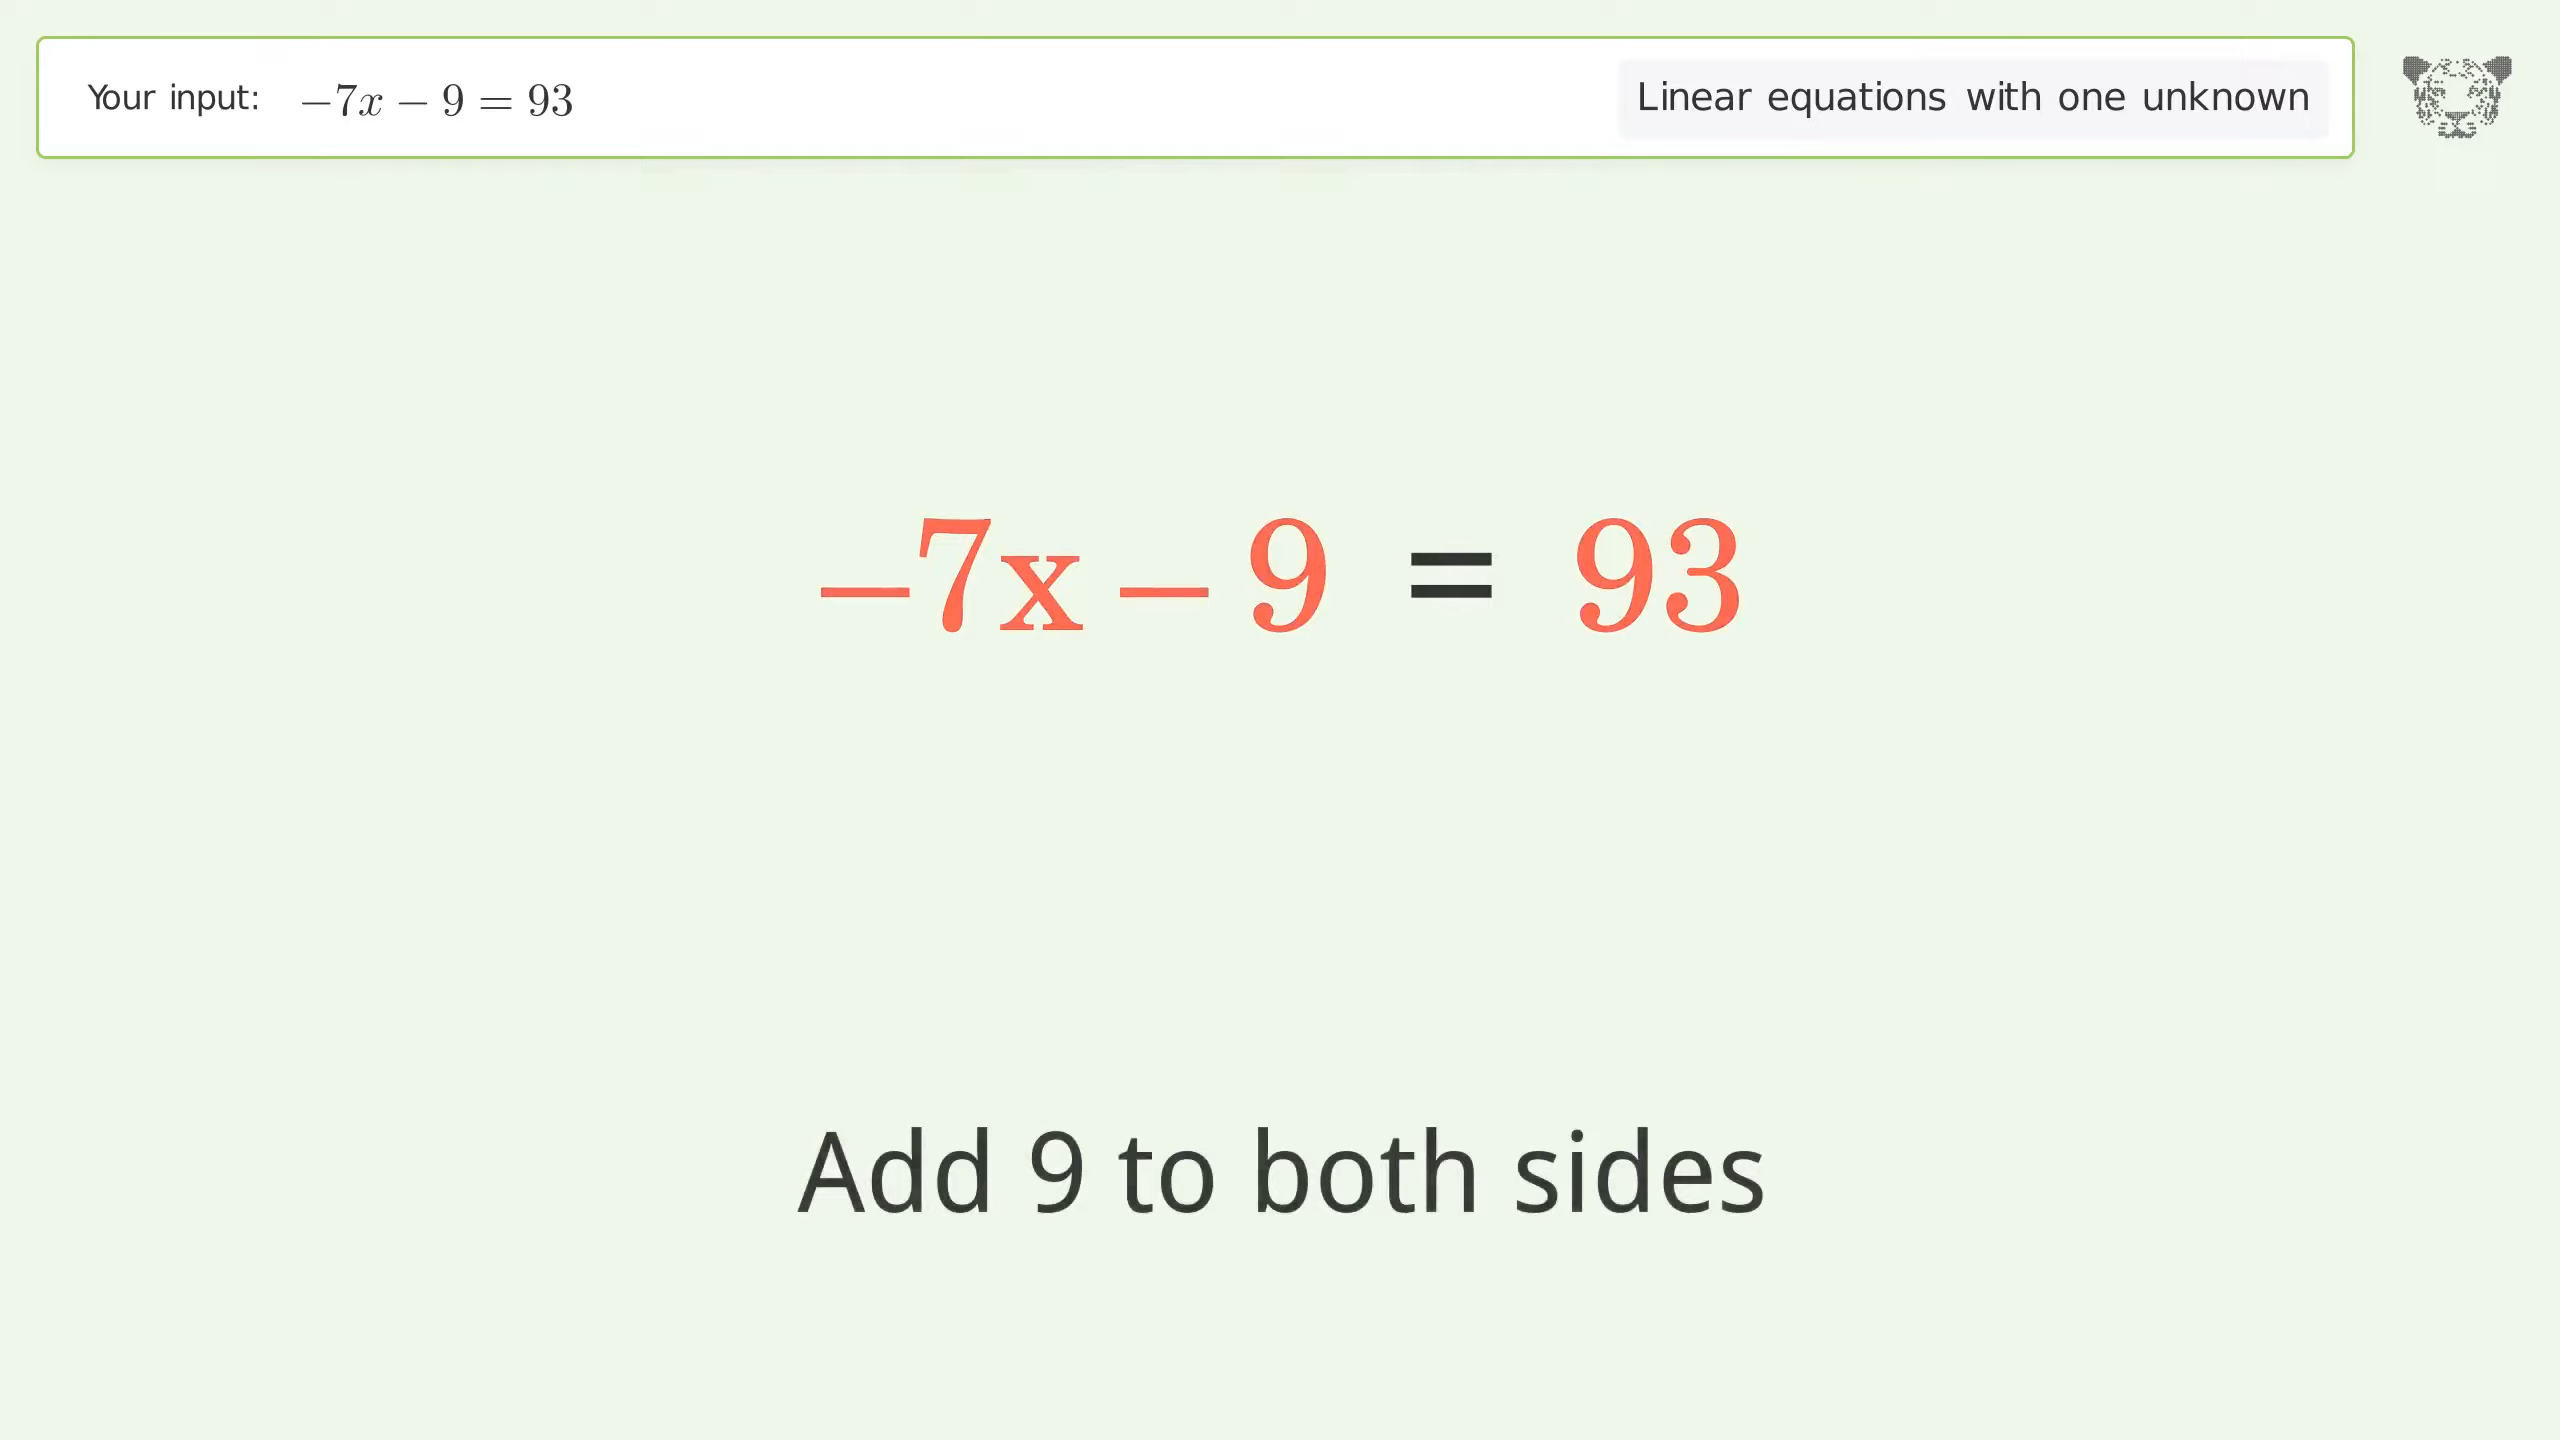 Your input: −7x − 9 = 93
Linear equations with one unknown
−7x − 9 = 93
Add 9 to both sides